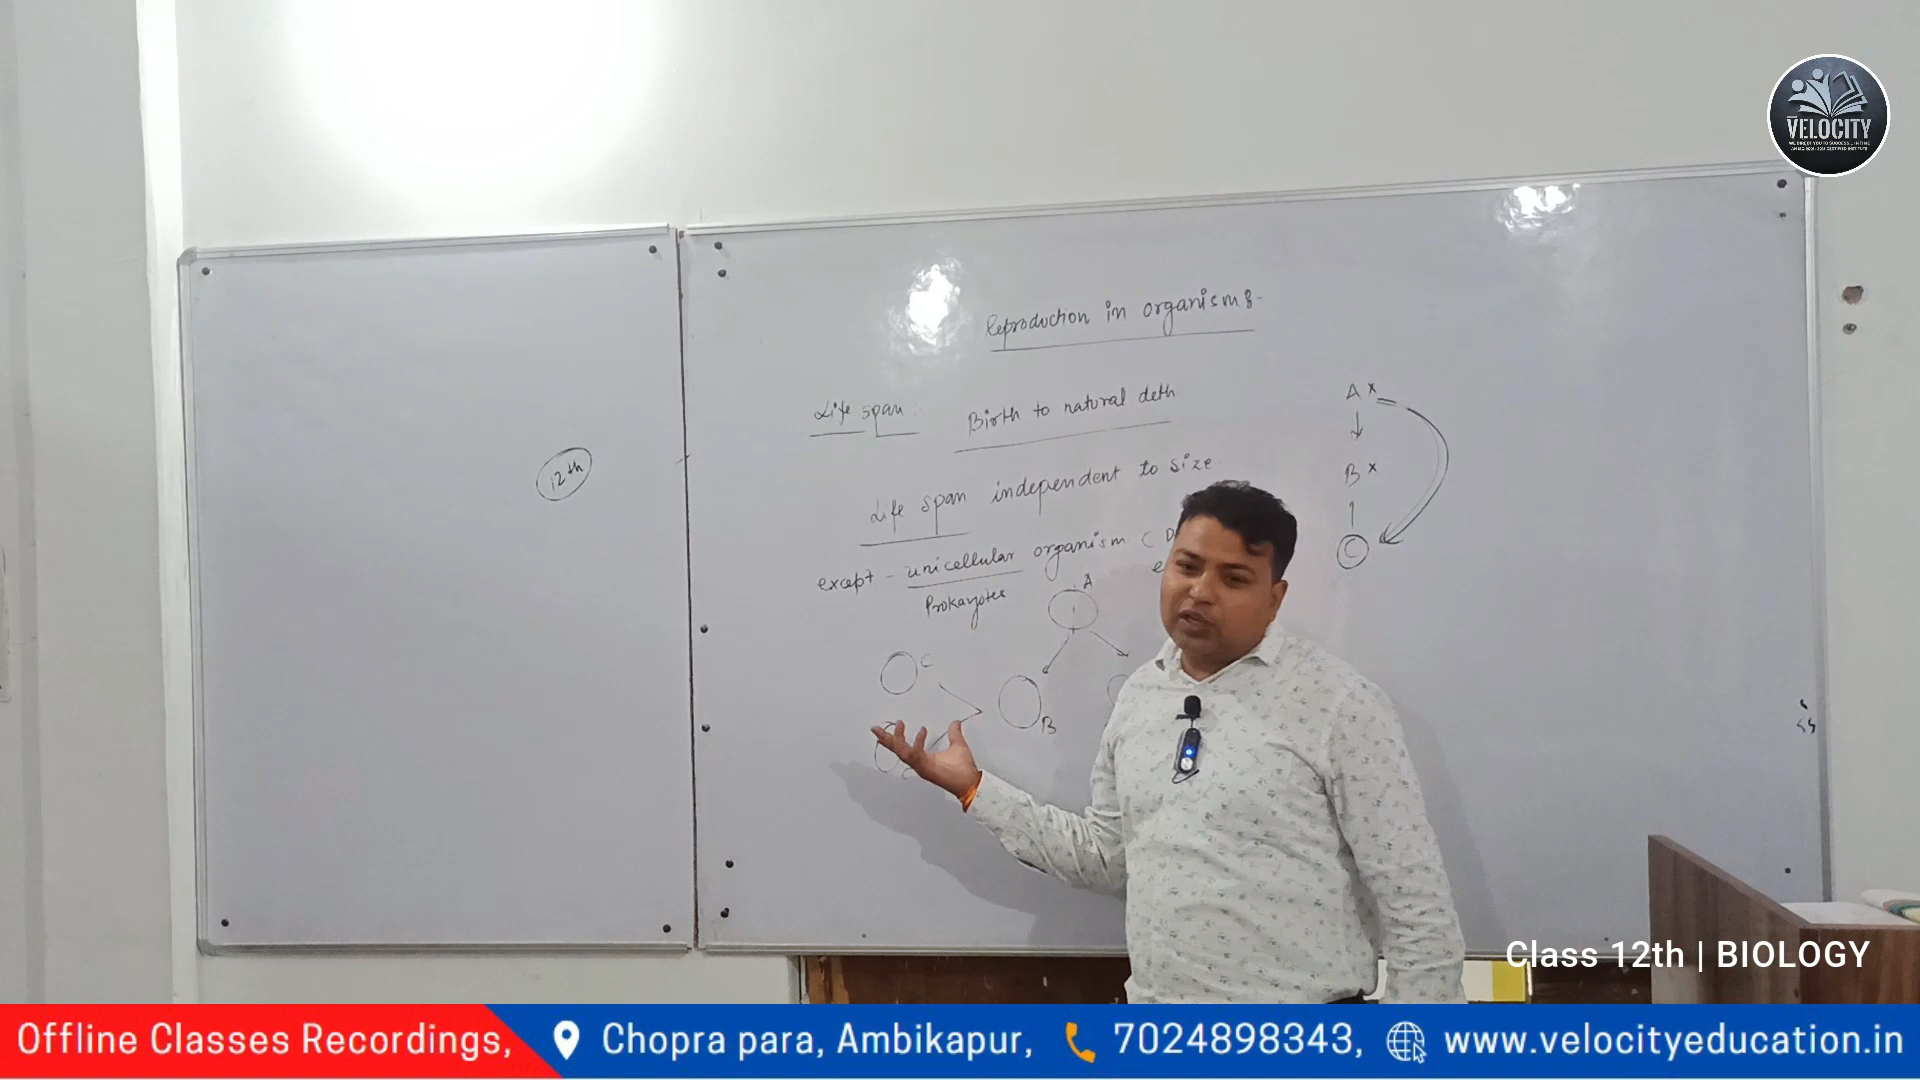 VELOCITY
Reproduction in organisms-
Life span
Birth to natural deth
A x
B x
C
Life span independent to size
12th
except - unicellular organism C D
Prokayotes
A
C
B
Class 12th | BIOLOGY
Offline Classes Recordings, Chopra para, Ambikapur, 7024898343, www.velocityeducation.in